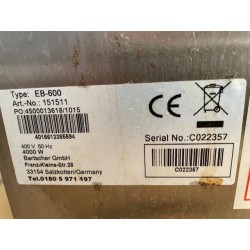 Type: EB-600
Art.-No.: 151511
PO:4500013618/1015
4015613385594
400 V 50 Hz
4000 W
Bartscher GmbH
Franz-Kleine-Str.28
33154 Salzkotten/Germany
Tel.0180 5 971 197
CE
Serial No.:C022357
C022357